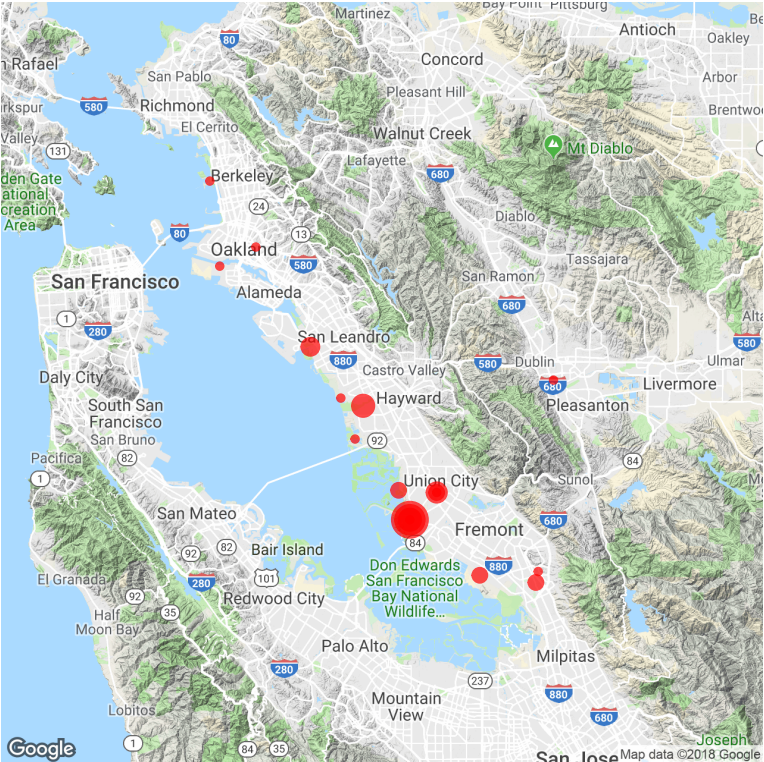 Martinez
Bay Point
Pittsburg
Antioch
Oakley
80
Concord
n Rafael
San Pablo
Arbor
Pleasant Hill
580
Richmond
Brentwo
arkspur
El Cerrito
Walnut Creek
Valley
131
Lafayette
Mt Diablo
680
Berkeley
den Gate
ational
creation
Area
24
Diablo
80
13
Oakland
Tassajara
580
San Francisco
San Ramon
Alameda
680
1
Alta
280
San Leandro
580
880
Castro Valley
580
Dublin
Ulmar
Daly City
680
Livermore
Hayward
Pleasanton
South San
Francisco
San Bruno
92
Pacifica
82
84
1
Union City
Sunol
Vall
San Mateo
680
Fremont
84
92
82
Bair Island
Don Edwards
San Francisco
Bay National
Wildlife...
880
El Granada
280
101
92
Redwood City
35
Half
Moon Bay
Palo Alto
Milpitas
280
237
880
Mountain
View
Lobitos
680
1
84
35
Joseph
San Jose
Google
Map data ©2018 Google